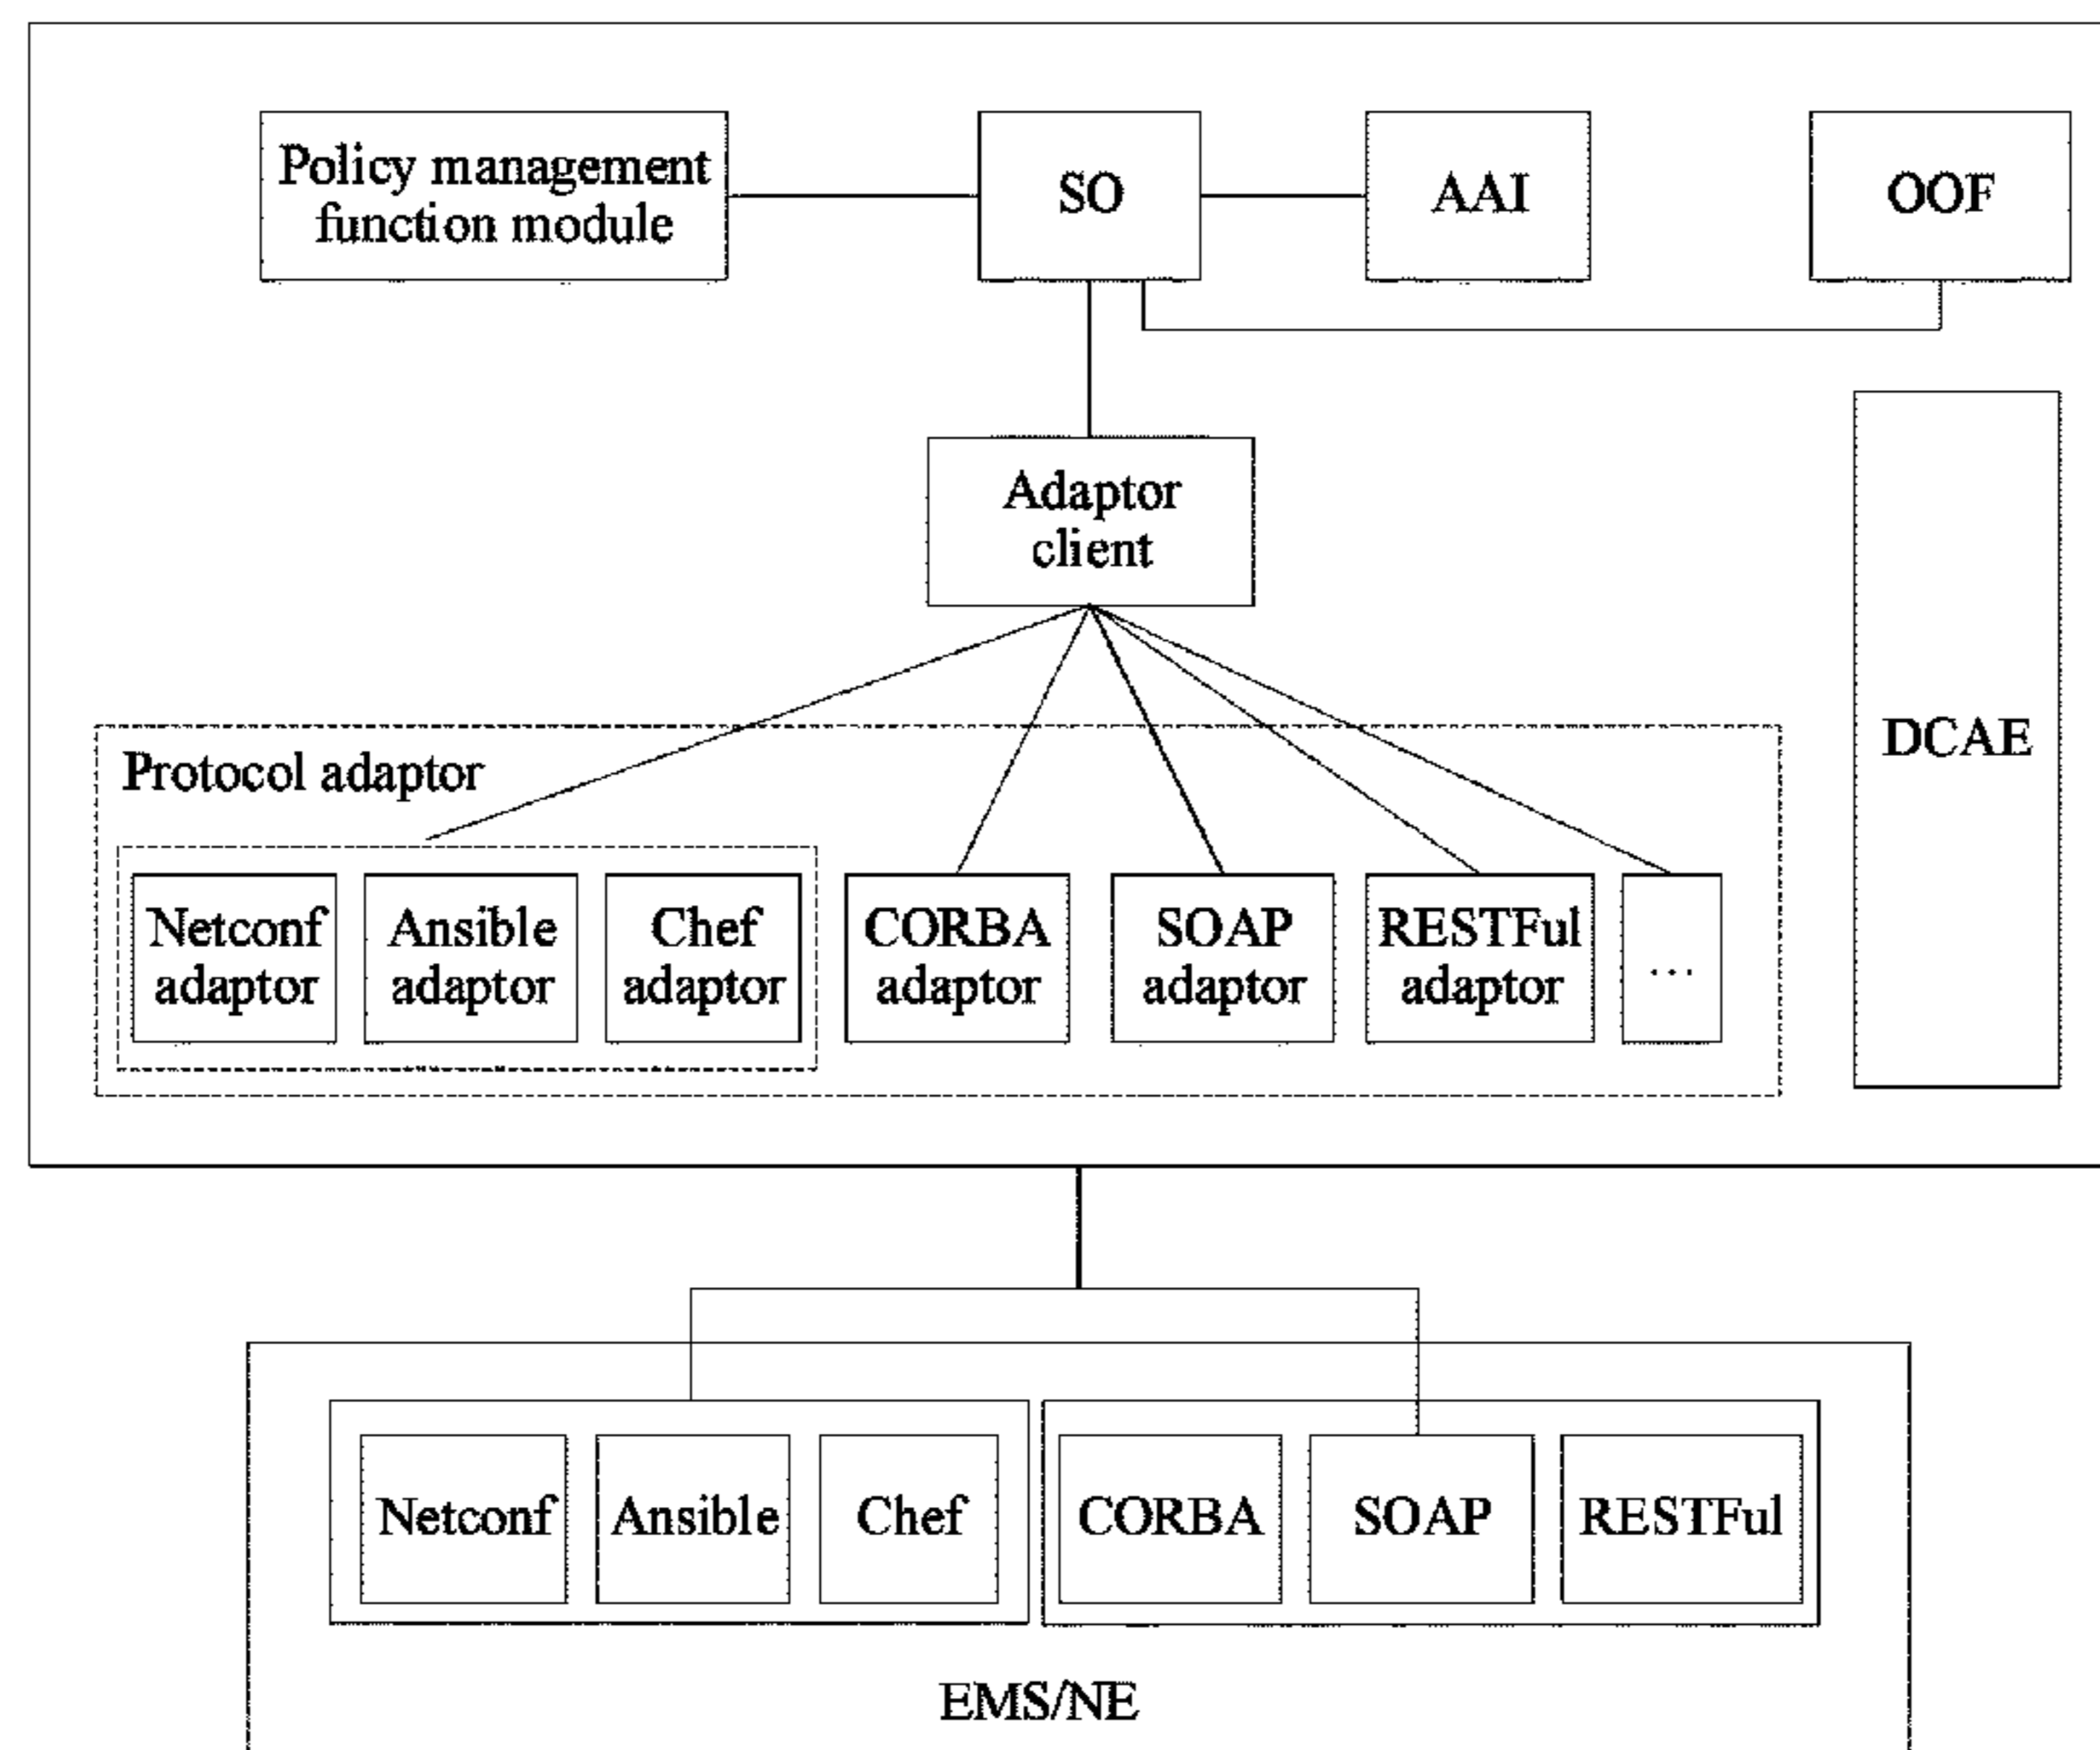 Policy management
function module
SO
AAI
OOF
Adaptor
client
DCAE
Protocol adaptor
Netconf
adaptor
Ansible
adaptor
Chef
adaptor
CORBA
adaptor
SOAP
adaptor
RESTFul
adaptor
...
Netconf
Ansible
Chef
CORBA
SOAP
RESTFul
EMS/NE